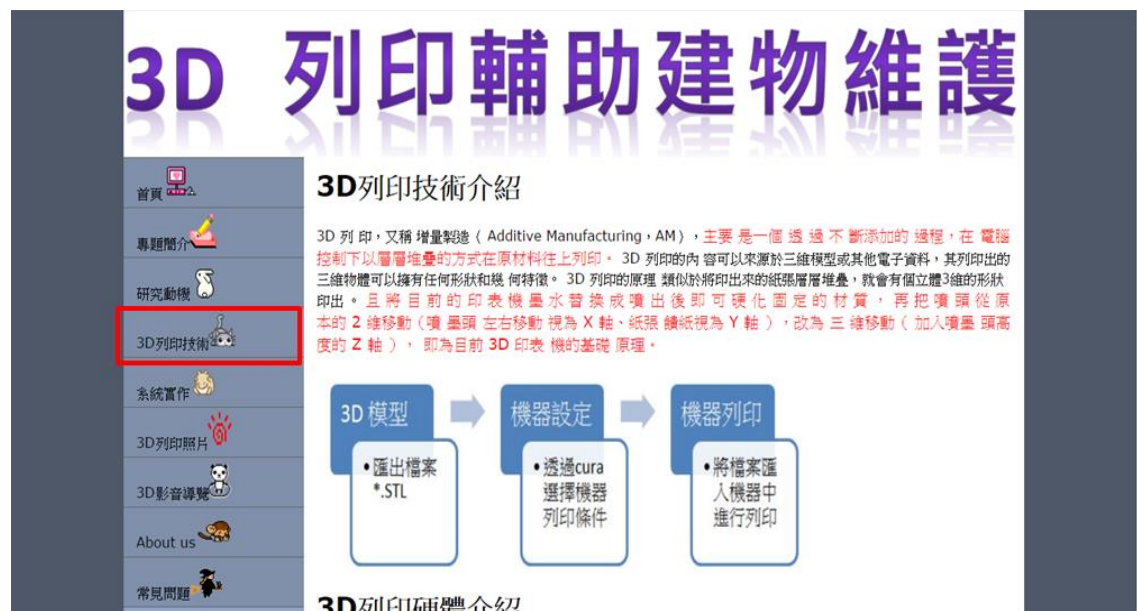 3D 列印輔助建物維護
首頁
專題簡介
研究動機
3D列印技術
系統實作
3D列印照片
3D影音導覽
About us
常見問題
3D列印技術介紹
3D 列 印，又稱 增量製造（ Additive Manufacturing，AM），主要 是一個 透 過 不 斷添加的 過程，在 電腦
控制下以層層堆疊的方式在原材料往上列印。 3D 列印的內 容可以來源於三維模型或其他電子資料，其列印出的
三維物體可以擁有任何形狀和幾 何特徵。 3D 列印的原理 類似於將印出來的紙張層層堆疊，就會有個立體3維的形狀
印出 。且 將 目 前 的 印 表 機 墨 水 替 換 成 噴 出 後 即 可 硬 化 固 定 的 材 質 ， 再 把 噴 頭 從 原
本的 2 維移動（噴 墨頭 左右移動 視為 X 軸、紙張 饋紙視為 Y 軸 ），改為 三 維移動（ 加入噴墨 頭高
度的 Z 軸 ）， 即為目前 3D 印表 機的基礎 原理。
3D 模型
•匯出檔案
*.STL
機器設定
•透過cura
選擇機器
列印條件
機器列印
•將檔案匯
入機器中
進行列印
3D列印硬體介紹